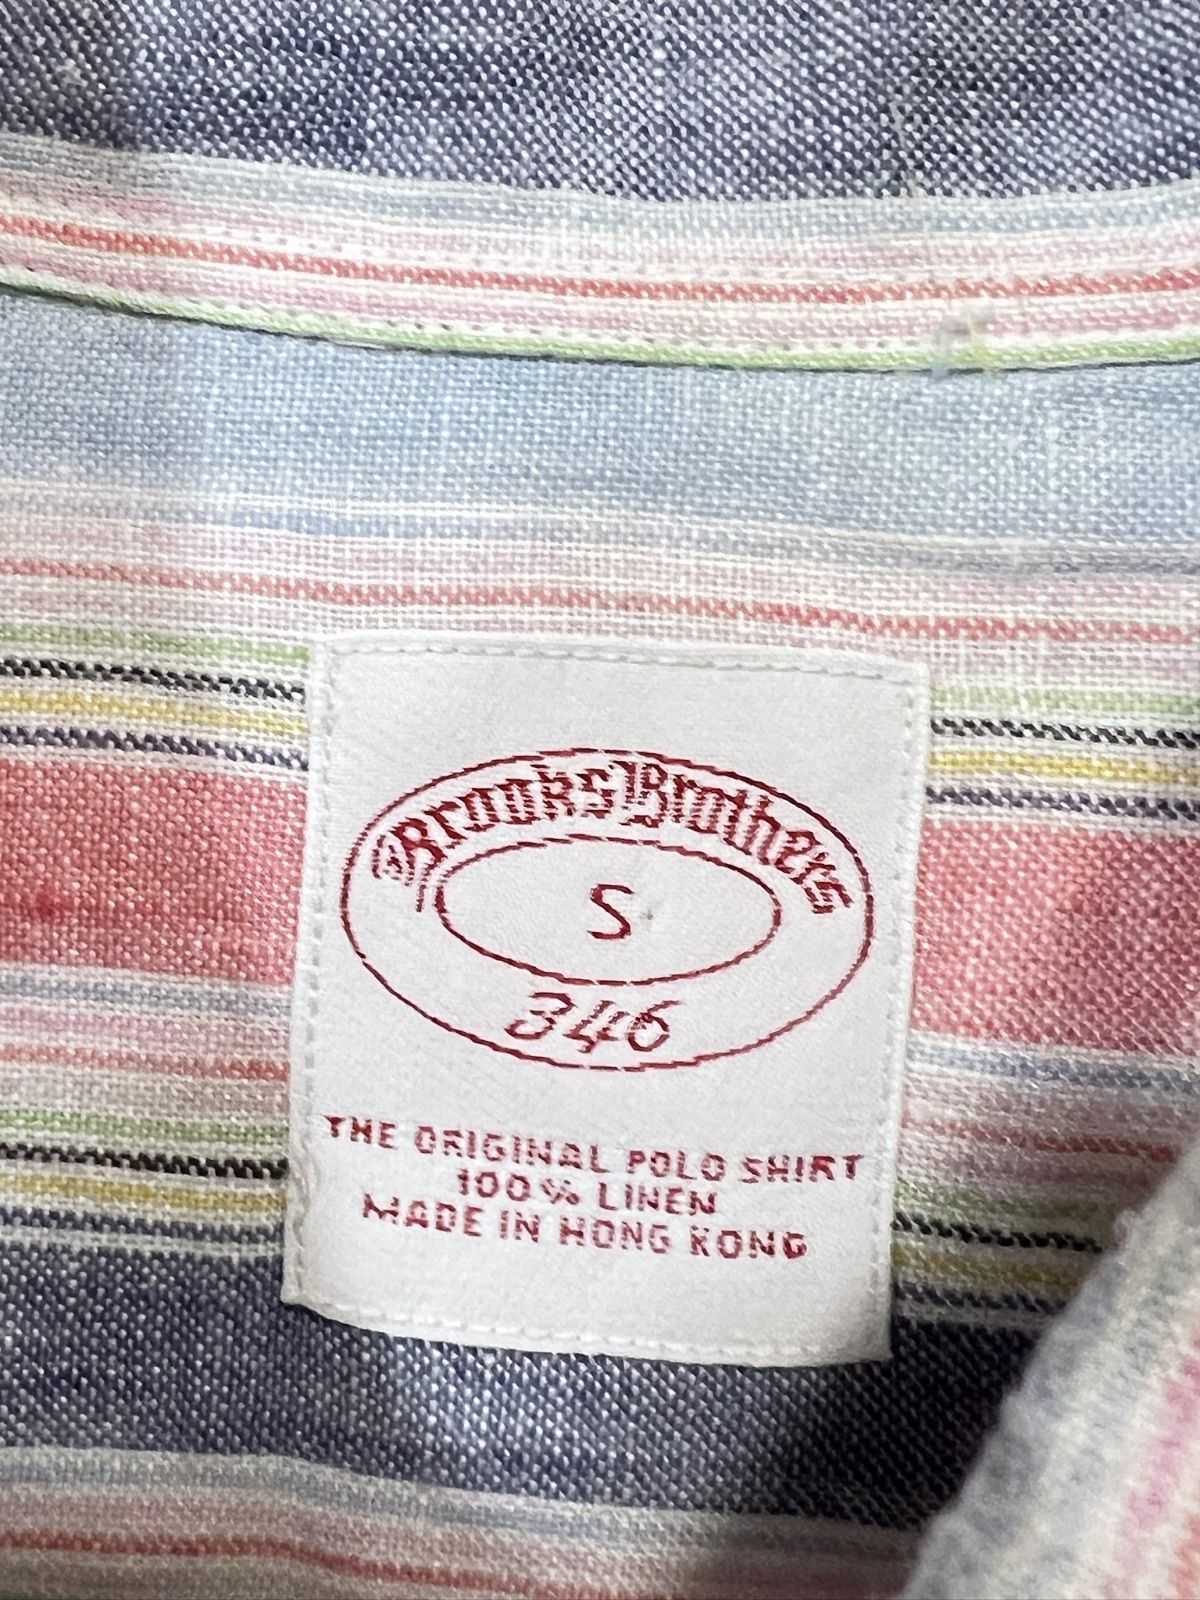 Brooks Brothers
S
346
THE ORIGINAL POLO SHIRT
100% LINEN
MADE IN HONG KONG